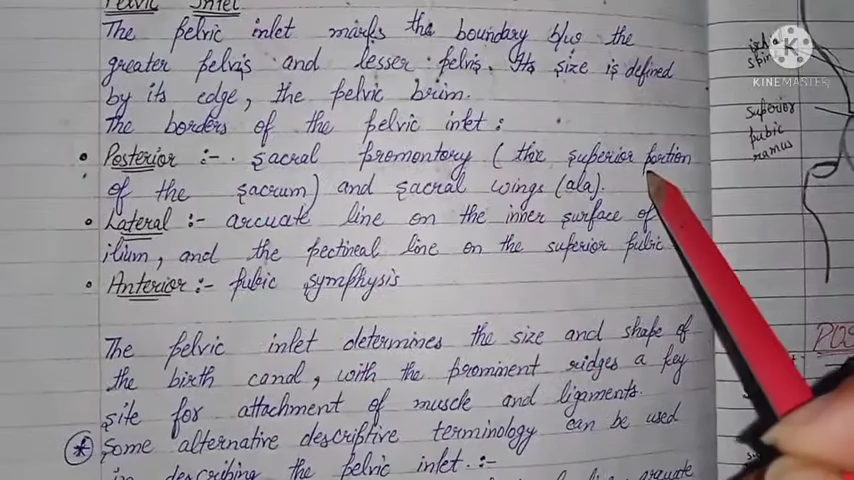 Pelvic Inlet
The pelvic inlet marks the boundary b/w the
greater pelvis and lesser pelvis. Its size is defined
by its edge, the pelvic brim.
The borders of the pelvic inlet :
• Posterior :- sacral promontory (the superior portion
of the sacrum) and sacral wings (ala).
• Lateral :- arcuate line on the inner surface of
ilium, and the pectineal line on the superior pubic
• Anterior :- pubic symphysis
The pelvic inlet determines the size and shape of
the birth canal, with the prominent ridges a key
site for attachment of muscle and ligaments.
* Some alternative descriptive terminology can be used
in describing the pelvic inlet. :-
arcuate
spin
Superior
pubic
ramus
POS
K
KINEMASTER